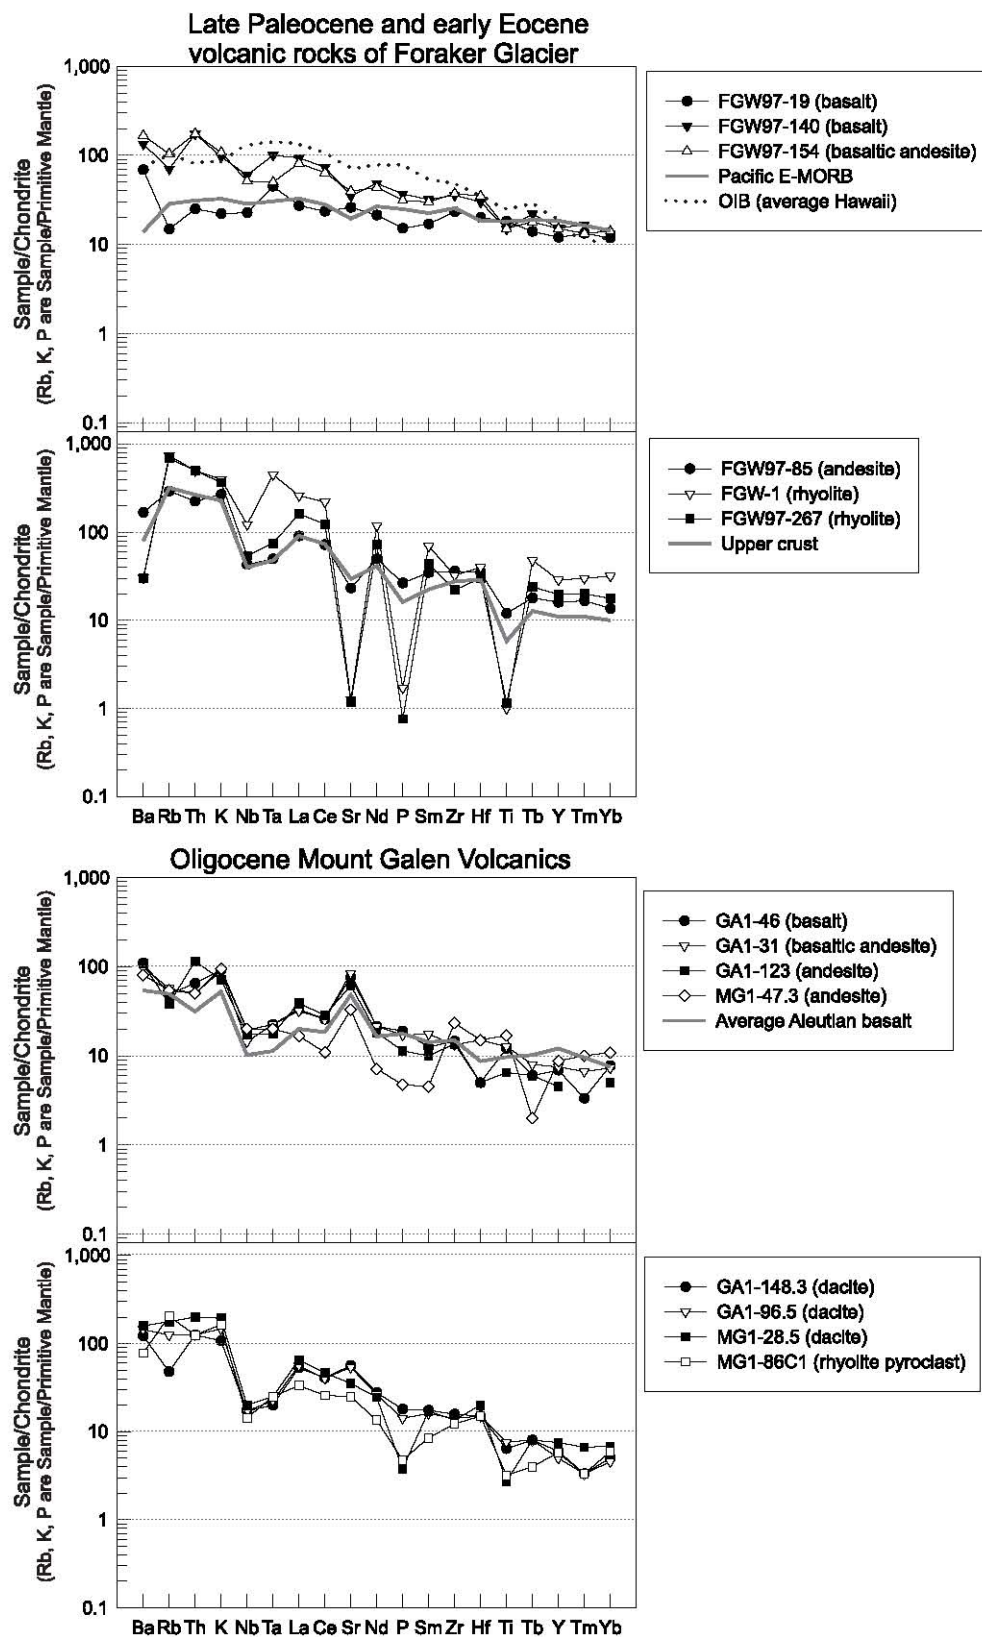 Late Paleocene and early Eocene
volcanic rocks of Foraker Glacier
Sample/Chondrite
(Rb, K, P are Sample/Primitive Mantle)
1,000
100
10
1
0.1
FGW97-19 (basalt)
FGW97-140 (basalt)
FGW97-154 (basaltic andesite)
Pacific E-MORB
OIB (average Hawaii)
Sample/Chondrite
(Rb, K, P are Sample/Primitive Mantle)
1,000
100
10
1
0.1
FGW97-85 (andesite)
FGW-1 (rhyolite)
FGW97-267 (rhyolite)
Upper crust
Ba Rb Th K Nb Ta La Ce Sr Nd P Sm Zr Hf Ti Tb Y Tm Yb
Oligocene Mount Galen Volcanics
Sample/Chondrite
(Rb, K, P are Sample/Primitive Mantle)
1,000
100
10
1
0.1
GA1-46 (basalt)
GA1-31 (basaltic andesite)
GA1-123 (andesite)
MG1-47.3 (andesite)
Average Aleutian basalt
Sample/Chondrite
(Rb, K, P are Sample/Primitive Mantle)
1,000
100
10
1
0.1
GA1-148.3 (dacite)
GA1-96.5 (dacite)
MG1-28.5 (dacite)
MG1-86C1 (rhyolite pyroclast)
Ba Rb Th K Nb Ta La Ce Sr Nd P Sm Zr Hf Ti Tb Y Tm Yb